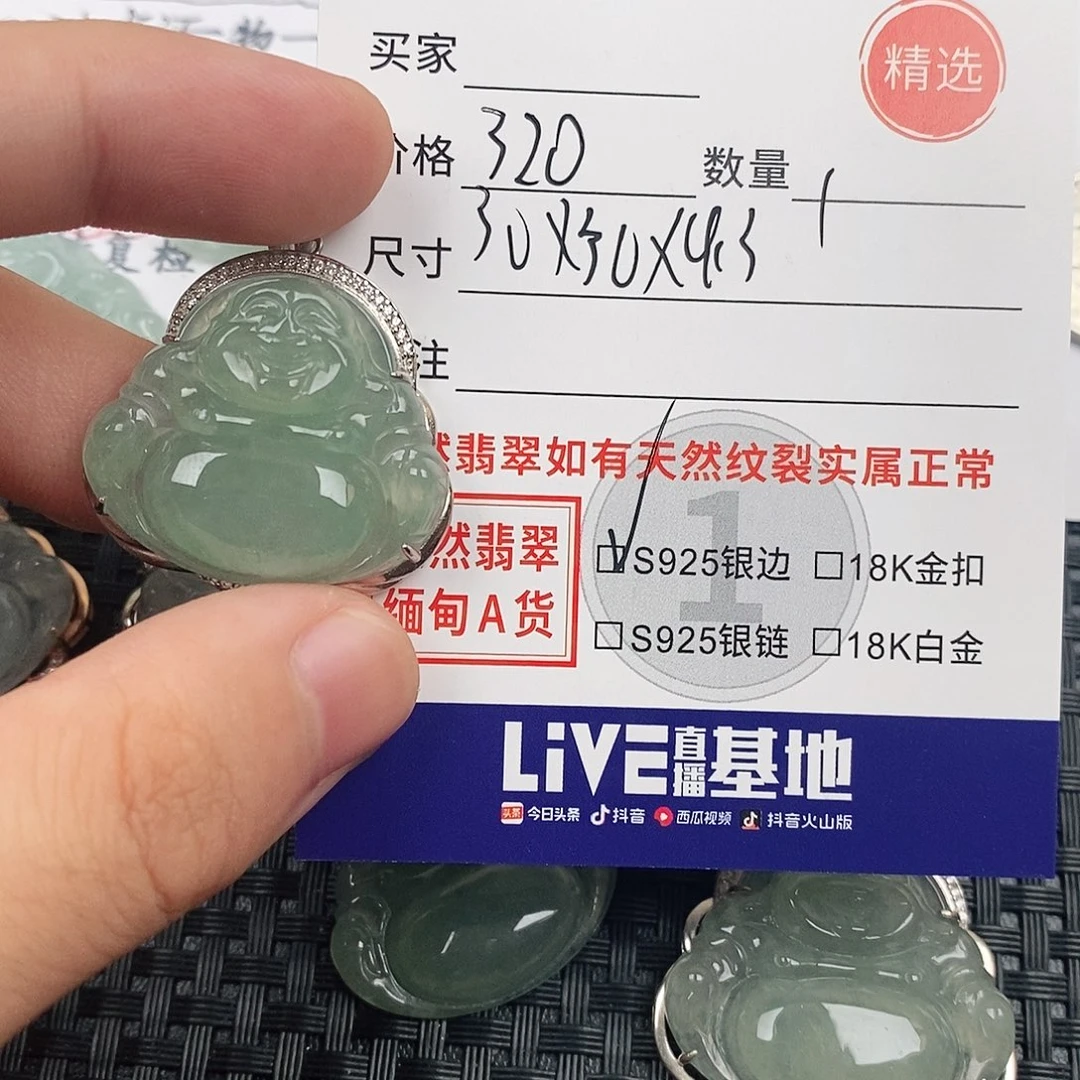 买家
精选
价格 320 数量 1
尺寸 30X30X4.3
注
然翡翠如有天然纹裂实属正常
然翡翠
缅甸A货
S925银边 18K金扣
1
S925银链 18K白金
LiVE直播基地
头条 今日头条 抖音 西瓜视频 抖音火山版
复检